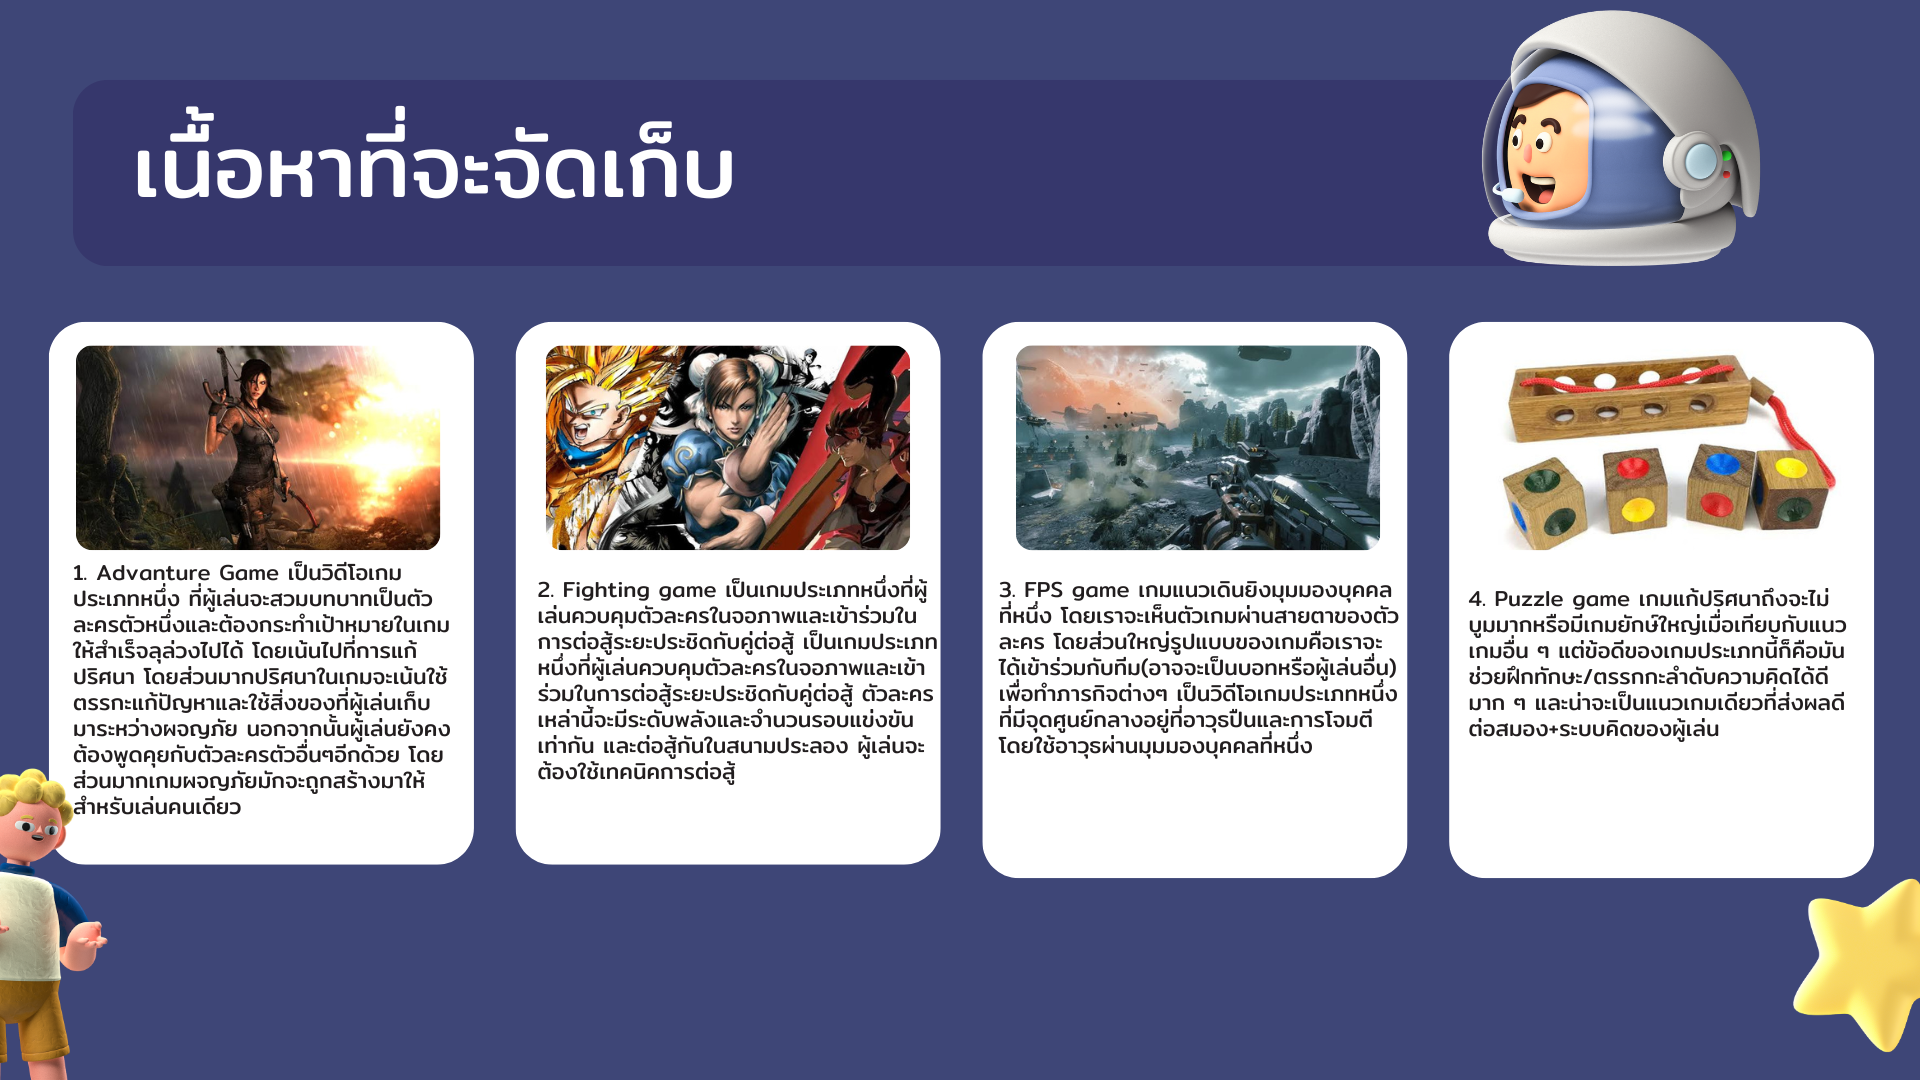 เนื้อหาที่จะจัดเก็บ
1. Advanture Game เป็นวิดีโอเกม
ประเภทหนึ่ง ที่ผู้เล่นจะสวมบทบาทเป็นตัว
ละครตัวหนึ่งและต้องกระทำเป้าหมายในเกม
ให้สำเร็จลุล่วงไปได้ โดยเน้นไปที่การแก้
ปริศนา โดยส่วนมากปริศนาในเกมจะเน้นใช้
ตรรกะแก้ปัญหาและใช้สิ่งของที่ผู้เล่นเก็บ
มาระหว่างผจญภัย นอกจากนั้นผู้เล่นยังคง
ต้องพูดคุยกับตัวละครตัวอื่นๆอีกด้วย โดย
ส่วนมากเกมผจญภัยมักจะถูกสร้างมาให้
สำหรับเล่นคนเดียว
2. Fighting game เป็นเกมประเภทหนึ่งที่ผู้
เล่นควบคุมตัวละครในจอภาพและเข้าร่วมใน
การต่อสู้ระยะประชิดกับคู่ต่อสู้ เป็นเกมประเภท
หนึ่งที่ผู้เล่นควบคุมตัวละครในจอภาพและเข้า
ร่วมในการต่อสู้ระยะประชิดกับคู่ต่อสู้ ตัวละคร
เหล่านี้จะมีระดับพลังและจำนวนรอบแข่งขัน
เท่ากัน และต่อสู้กันในสนามประลอง ผู้เล่นจะ
ต้องใช้เทคนิคการต่อสู้
3. FPS game เกมแนวเดินยิงมุมมองบุคคล
ที่หนึ่ง โดยเราจะเห็นตัวเกมผ่านสายตาของตัว
ละคร โดยส่วนใหญ่รูปแบบของเกมคือเราจะ
ได้เข้าร่วมกับทีม(อาจจะเป็นบอทหรือผู้เล่นอื่น)
เพื่อทำภารกิจต่างๆ เป็นวิดีโอเกมประเภทหนึ่ง
ที่มีจุดศูนย์กลางอยู่ที่อาวุธปืนและการโจมตี
โดยใช้อาวุธผ่านมุมมองบุคคลที่หนึ่ง
4. Puzzle game เกมแก้ปริศนาถึงจะไม่
บูมมากหรือมีเกมยักษ์ใหญ่เมื่อเทียบกับแนว
เกมอื่น ๆ แต่ข้อดีของเกมประเภทนี้ก็คือมัน
ช่วยฝึกทักษะ/ตรรกกะลำดับความคิดได้ดี
มาก ๆ และน่าจะเป็นแนวเกมเดียวที่ส่งผลดี
ต่อสมอง+ระบบคิดของผู้เล่น